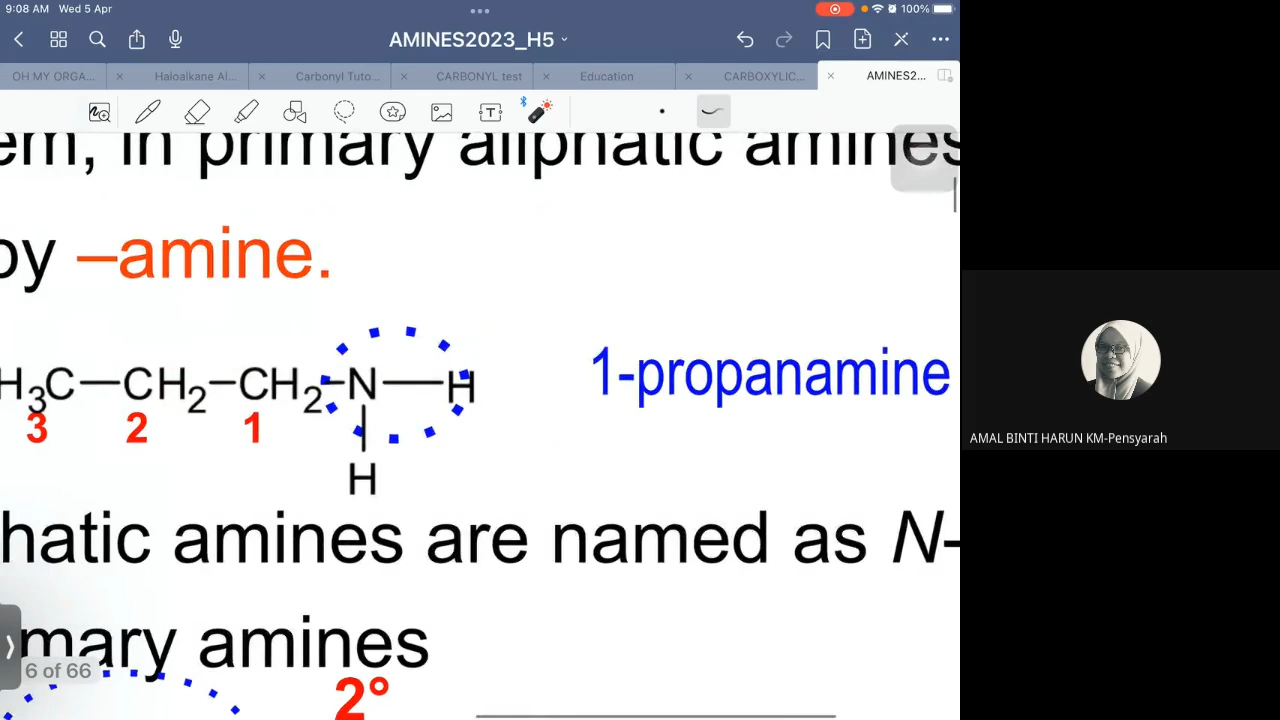 9:08 AM Wed 5 Apr
100%
AMINES2023_H5
OH MY ORGA...
Haloalkane Al...
Carbonyl Tuto...
CARBONYL test
Education
CARBOXYLIC...
AMINES2...
em, in primary aliphatic amines
by –amine.
H₃C—CH₂–CH₂–N—H
3 2 1
H
1-propanamine
hatic amines are named as N-
mary amines
6 of 66
2°
AMAL BINTI HARUN KM-Pensyarah